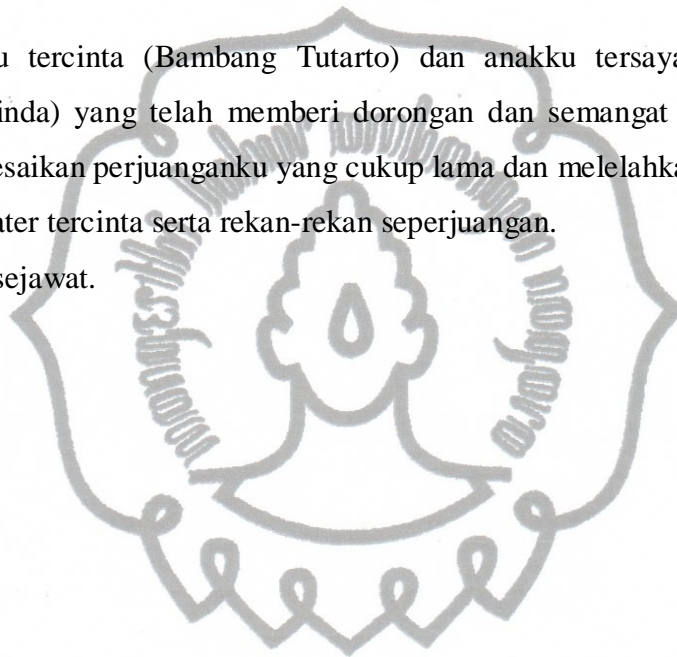 u tercinta (Bambang Tutarto) dan anakku tersaya
inda) yang telah memberi dorongan dan semangat
esaikan perjuanganku yang cukup lama dan melelahka
ater tercinta serta rekan-rekan seperjuangan.
sejawat.